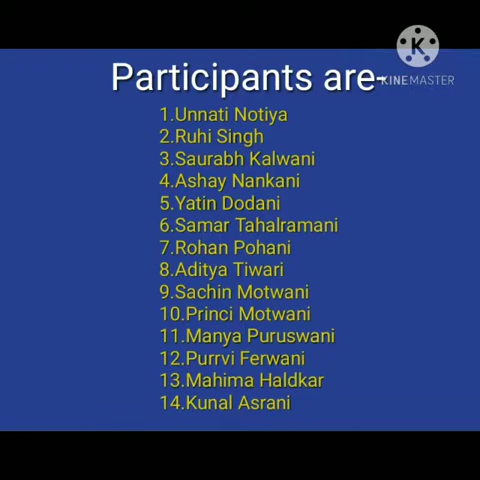 Participants are-
K
KINEMASTER
1.Unnati Notiya
2.Ruhi Singh
3.Saurabh Kalwani
4.Ashay Nankani
5.Yatin Dodani
6.Samar Tahalramani
7.Rohan Pohani
8.Aditya Tiwari
9.Sachin Motwani
10.Princi Motwani
11.Manya Puruswani
12.Purrvi Ferwani
13.Mahima Haldkar
14.Kunal Asrani